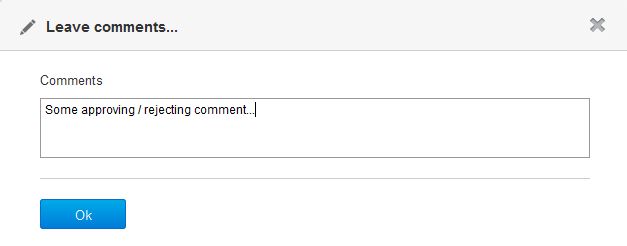 Leave comments...
Comments
Some approving / rejecting comment...
Ok